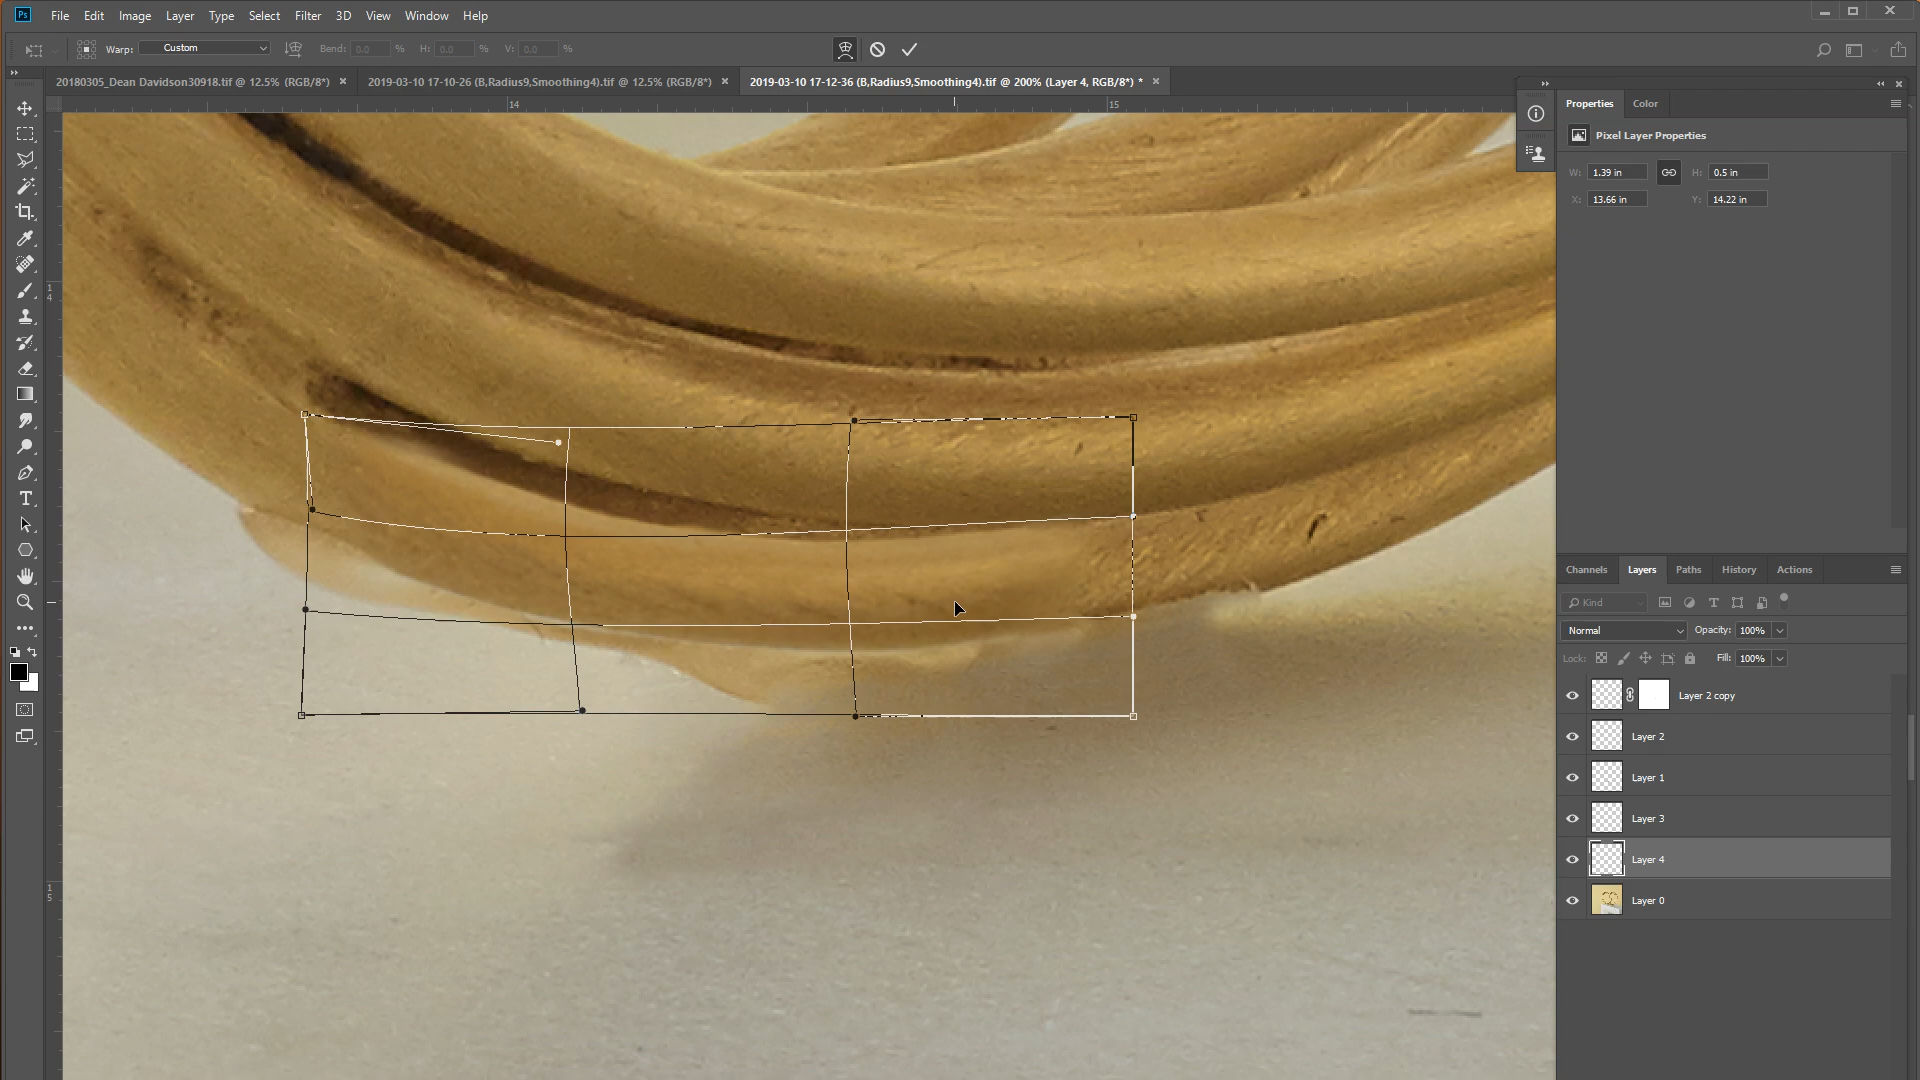 Ps File Edit Image Layer Type Select Filter 3D View Window Help
Warp: Custom Bend: 0.0 % H: 0.0 % V: 0.0 %
20180305_Dean Davidson30918.tif @ 12.5% (RGB/8*) 2019-03-10 17-10-26 (B,Radius9,Smoothing4).tif @ 12.5% (RGB/8*) 2019-03-10 17-12-36 (B,Radius9,Smoothing4).tif @ 200% (Layer 4, RGB/8*) *
14 15
Properties Color
Pixel Layer Properties
W: 1.39 in H: 0.5 in
X: 13.66 in Y: 14.22 in
1
4
1
5
Channels Layers Paths History Actions
Kind
Normal Opacity: 100%
Lock: Fill: 100%
Layer 2 copy
Layer 2
Layer 1
Layer 3
Layer 4
Layer 0